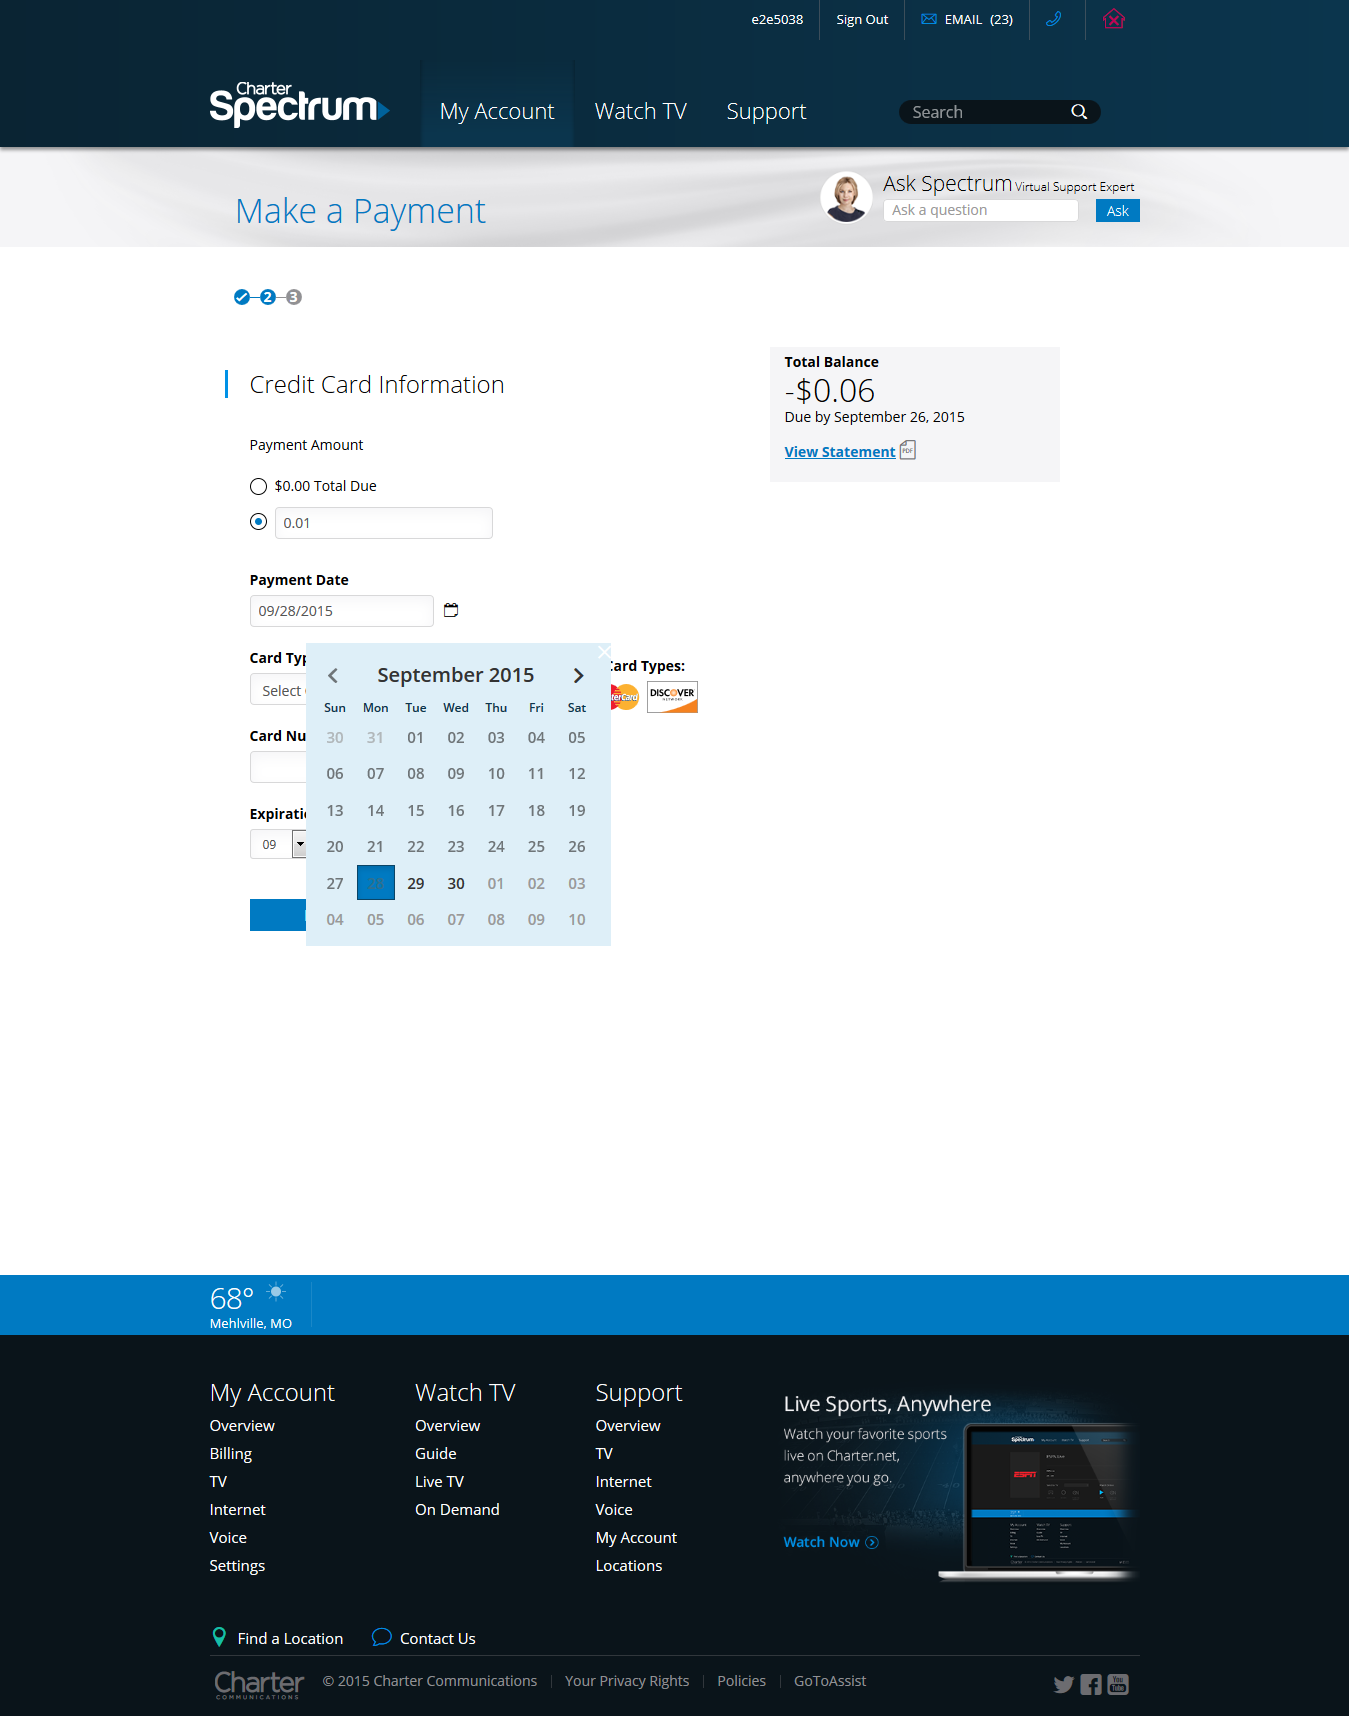 e2e5038 Sign Out EMAIL (23)
Charter
Spectrum
My Account Watch TV Support Search
Make a Payment
Ask Spectrum Virtual Support Expert
Ask a question Ask
2 3
Credit Card Information
Total Balance
-$0.06
Due by September 26, 2015
View Statement PDF
Payment Amount
$0.00 Total Due
0.01
Payment Date
09/28/2015
Card Typ
Card Types:
Select
MasterCard DISCOVER
NETWORK
Card Nu
Expirati
09
September 2015
Sun Mon Tue Wed Thu Fri Sat
30 31 01 02 03 04 05
06 07 08 09 10 11 12
13 14 15 16 17 18 19
20 21 22 23 24 25 26
27 28 29 30 01 02 03
04 05 06 07 08 09 10
68°
Mehlville, MO
My Account
Overview
Billing
TV
Internet
Voice
Settings
Watch TV
Overview
Guide
Live TV
On Demand
Support
Overview
TV
Internet
Voice
My Account
Locations
Live Sports, Anywhere
Watch your favorite sports
live on Charter.net,
anywhere you go.
Watch Now
Spectrum
ESPN
Find a Location Contact Us
Charter
COMMUNICATIONS
© 2015 Charter Communications Your Privacy Rights Policies GoToAssist
You
Tube